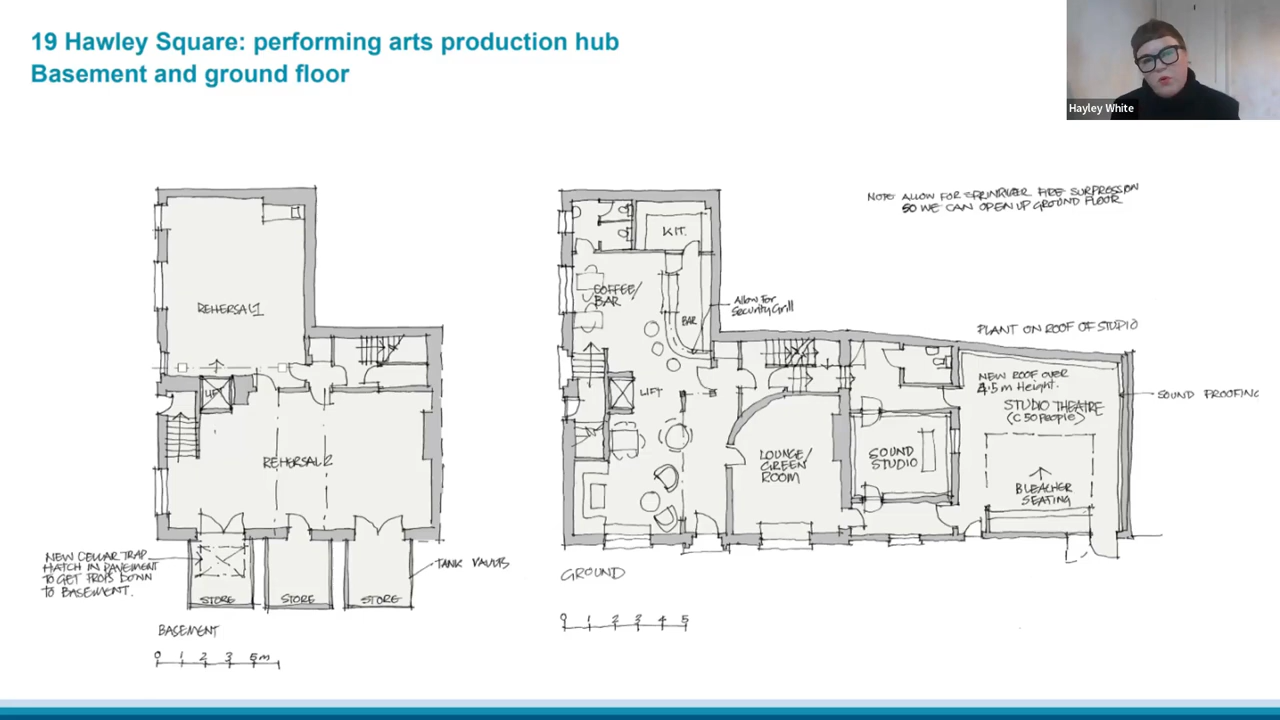 19 Hawley Square: performing arts production hub
Basement and ground floor
Hayley White
NOTE ALLOW FOR SPRINKLER FIRE SURPRESSION
SO WE CAN OPEN UP GROUND FLOOR
REHERSAL 1
LIFT
REHERSAL 2
NEW CELLAR TRAP
HATCH IN PAVEMENT
TO GET PROPS DOWN
TO BASEMENT.
STORE
STORE
STORE
TANK VAULTS
BASEMENT
0 1 2 3 5m
KIT.
COFFEE/
BAR
BAR
Allow For
Security Grill
LIFT
LOUNGE/
GREEN
ROOM
SOUND
STUDIO
PLANT ON ROOF OF STUDIO
NEW ROOF OVER
4.5m Height.
STUDIO THEATRE
(C 50 PEOPLE)
BLEACHER
SEATING
SOUND PROOFING
GROUND
0 1 2 3 4 5